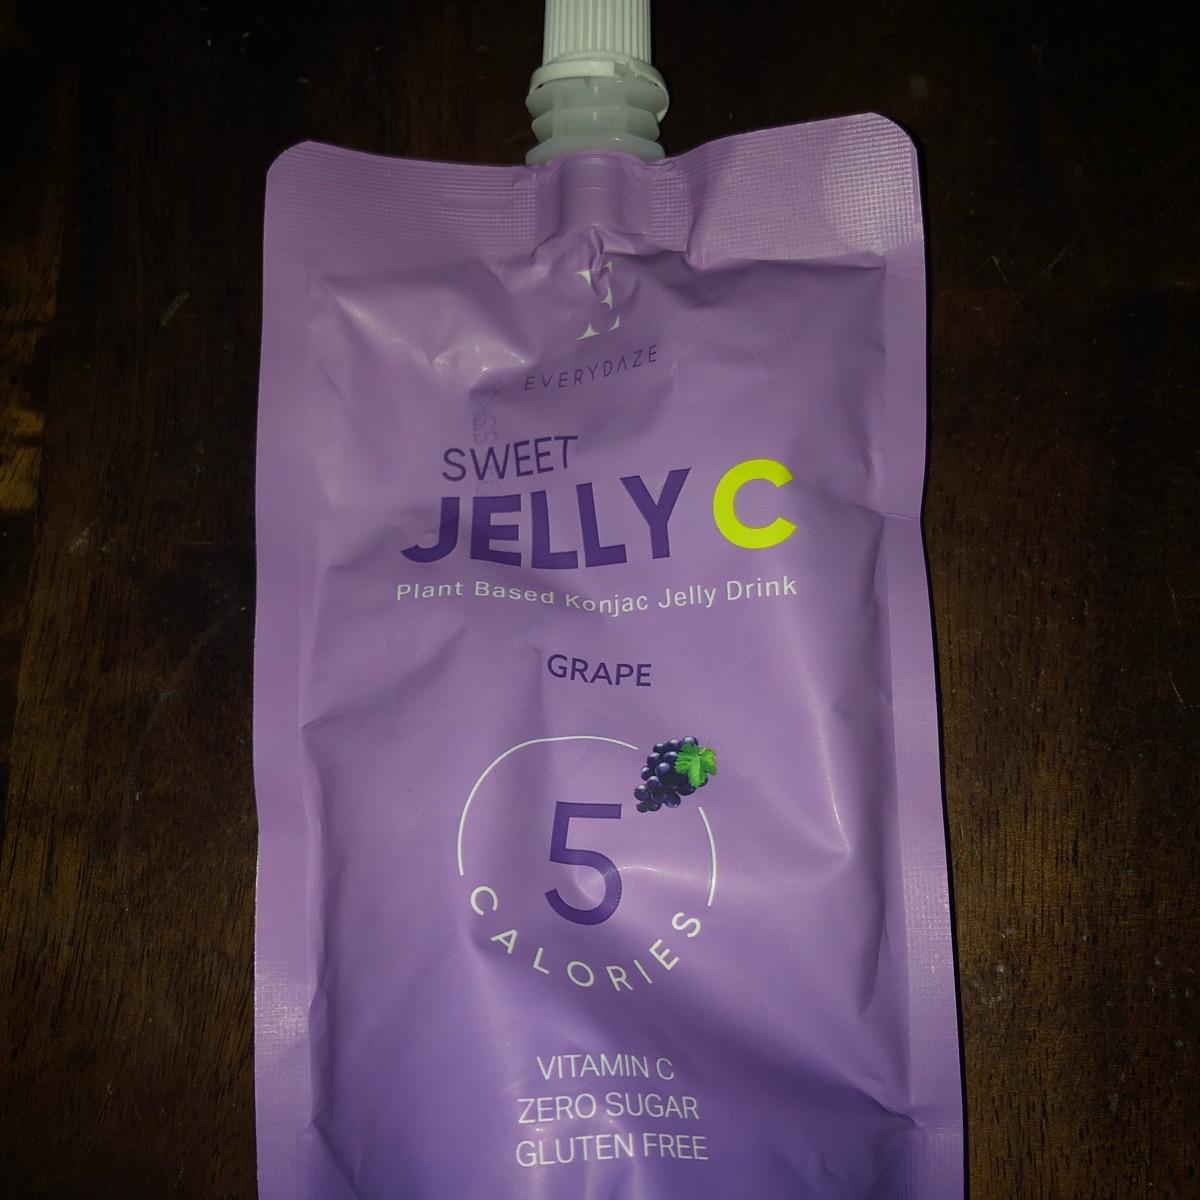 E
EVERYDAZE
SWEET
JELLY C
Plant Based Konjac Jelly Drink
GRAPE
5
CALORIES
VITAMIN C
ZERO SUGAR
GLUTEN FREE